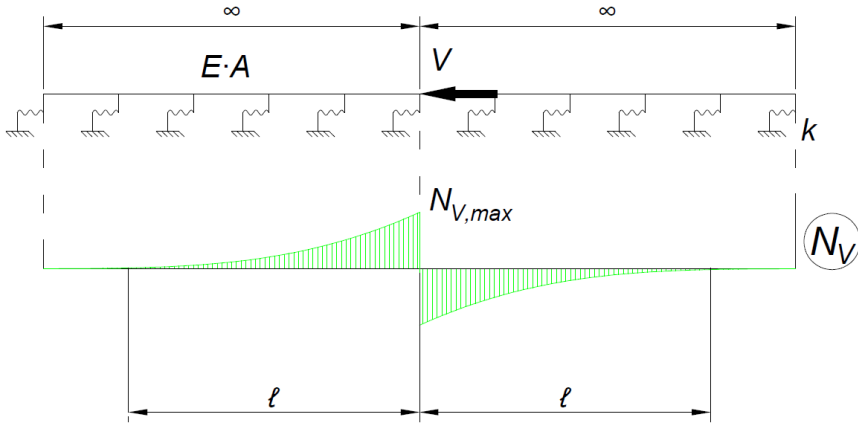 ∞ ∞
E·A V
k
N_{V,max}
N_V
ℓ ℓ